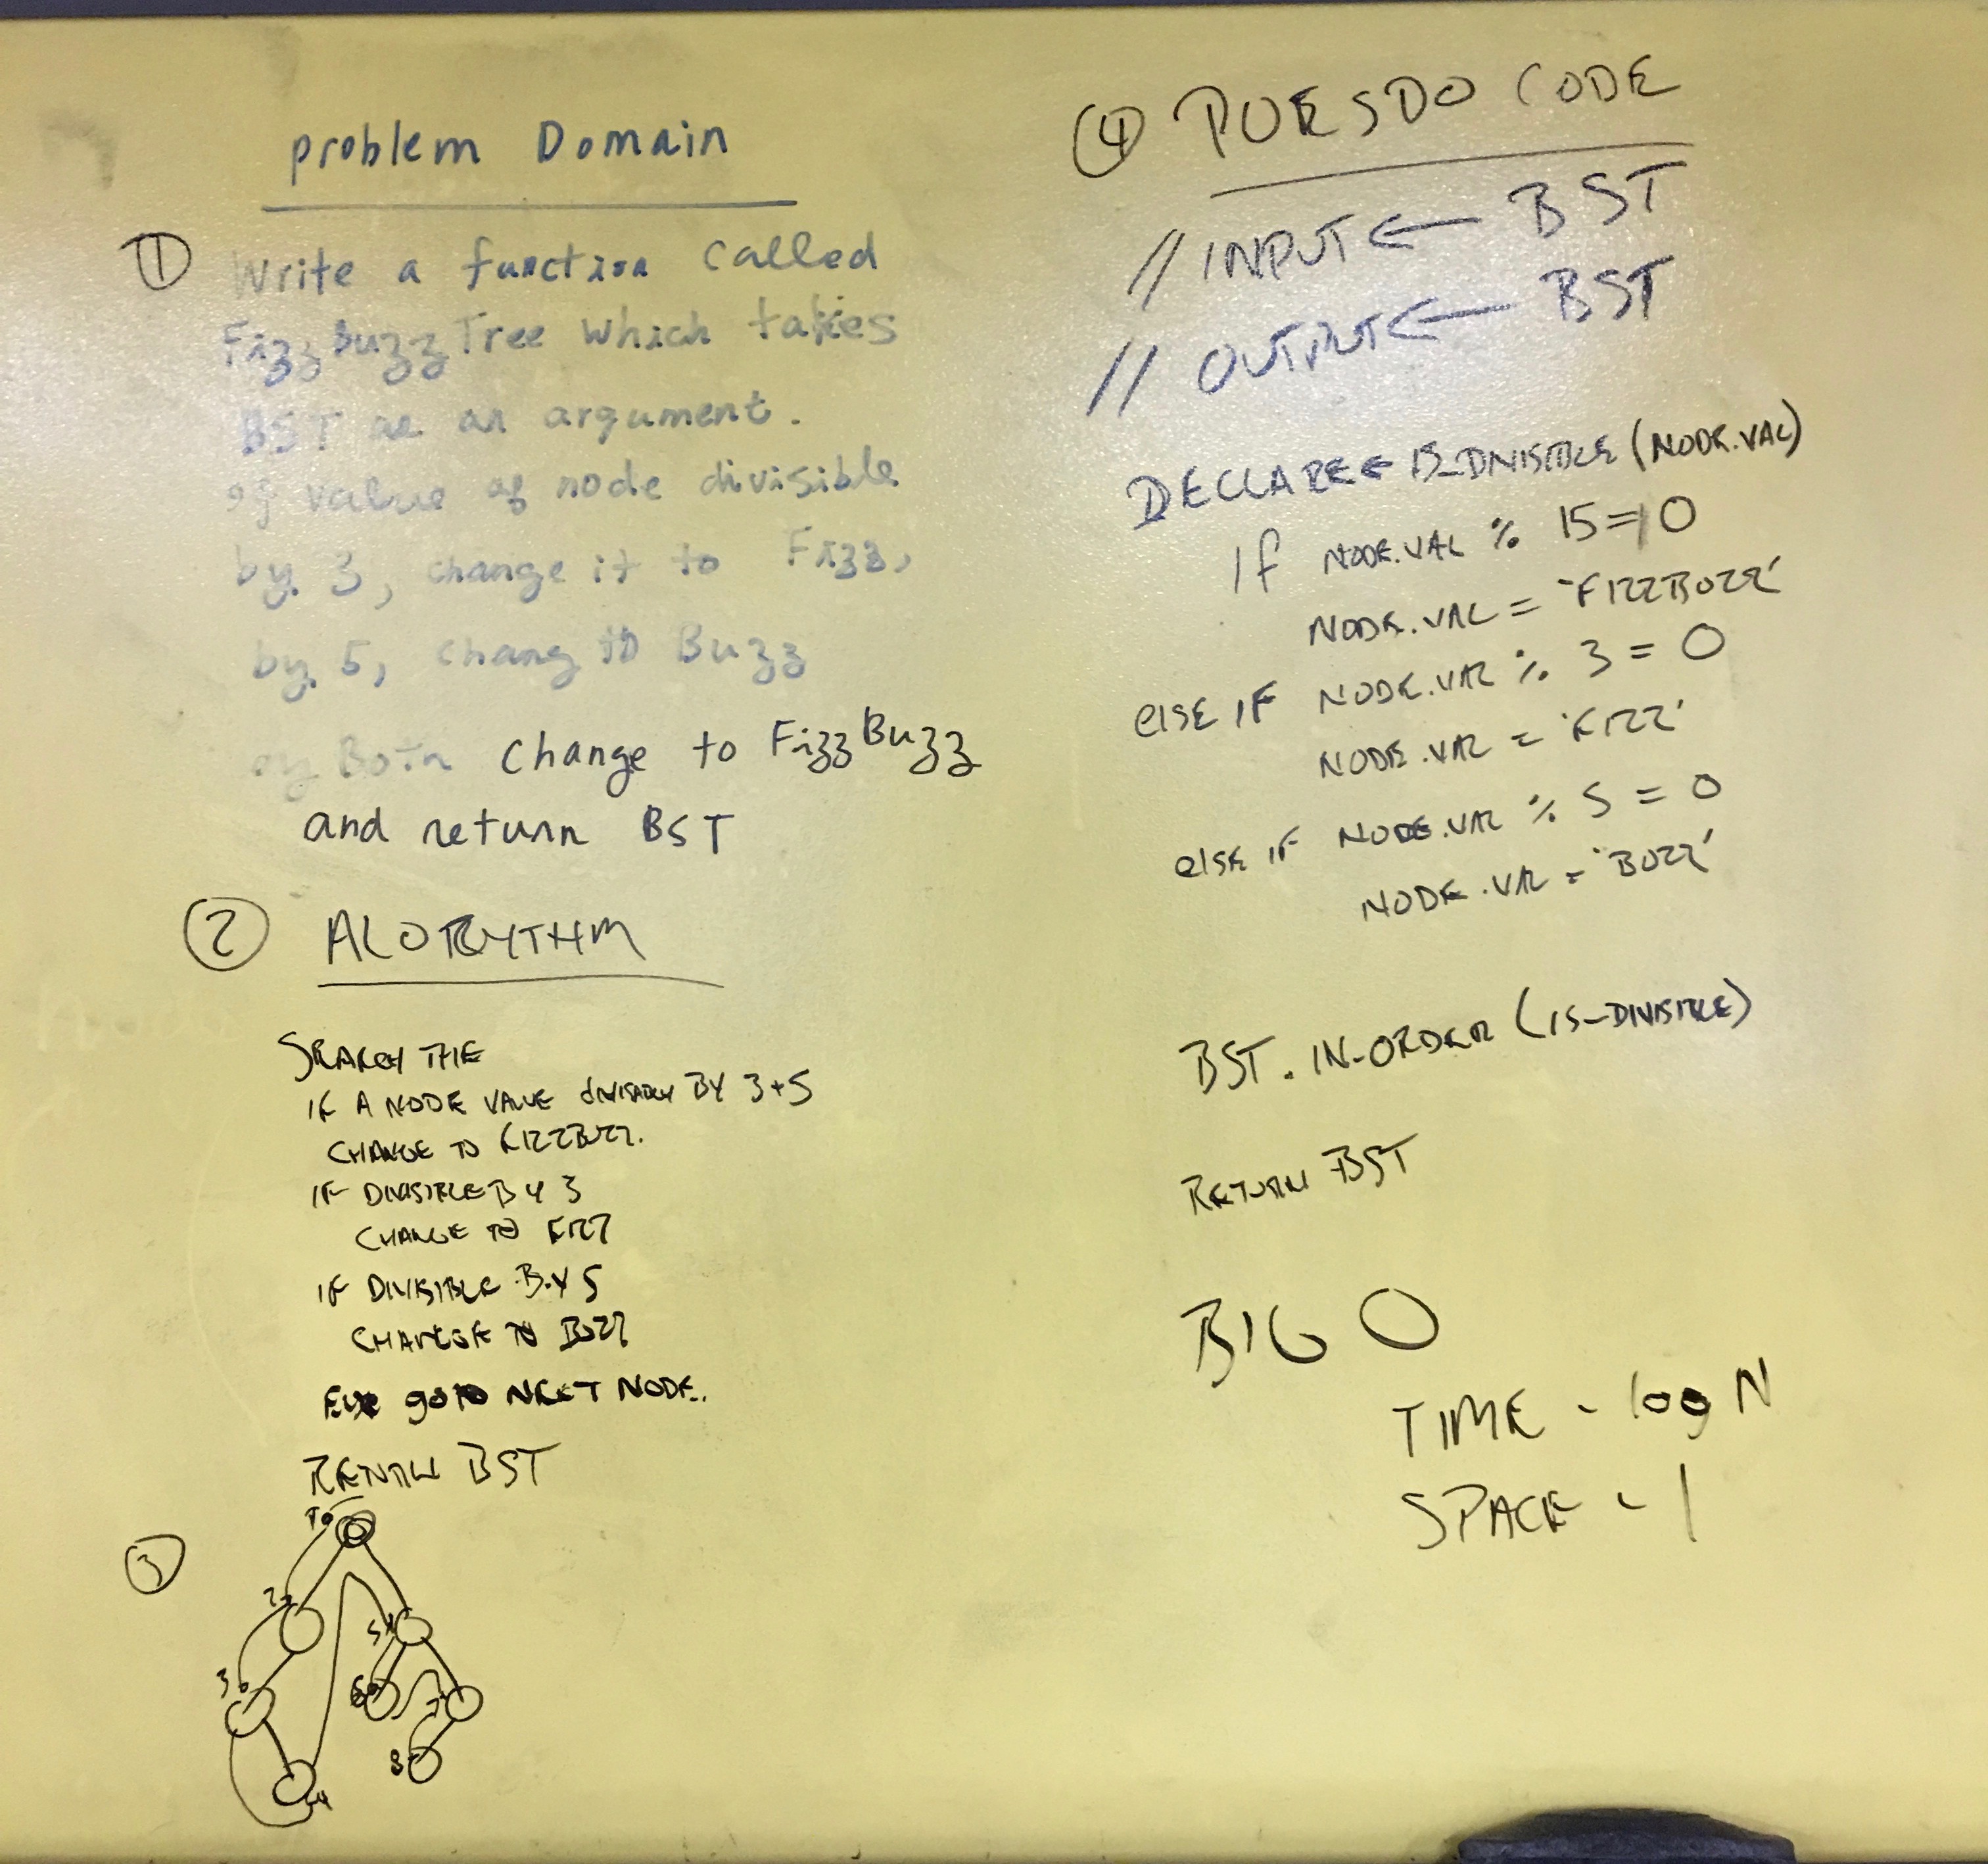 problem Domain
① Write a function called
FizzBuzzTree which takes
BST as an argument.
if value of node divisible
by 3, change it to Fizz,
by 5, chang to Buzz
by Both change to FizzBuzz
and return BST
② ALORYTHM
SEARCH THE
IF A NODE VALUE BY 3+5
CHANGE TO FIZZBUZZ.
IF DIVISIBLE BY 3
CHANGE TO FIZZ
IF DIVISIBLE BY 5
CHANGE TO BUZZ
Else go to NEXT NODE.
RETURN BST
③
1
2
3
4
5
6
7
8
④ PUESDO CODE
// INPUT ← BST
// OUTPUT ← BST
DECLARE ← IS_DIVISIBLE (NODE.VAL)
If NODE.VAL % 15 = 0
NODE.VAL = 'FIZZBUZZ'
else IF NODE.VAL % 3 = 0
NODE.VAL = 'FIZZ'
else IF NODE.VAL % 5 = 0
NODE.VAL = 'BUZZ'
BST. IN-ORDER (IS-DIVISIBLE)
RETURN BST
BIG O
TIME - log N
SPACE - 1